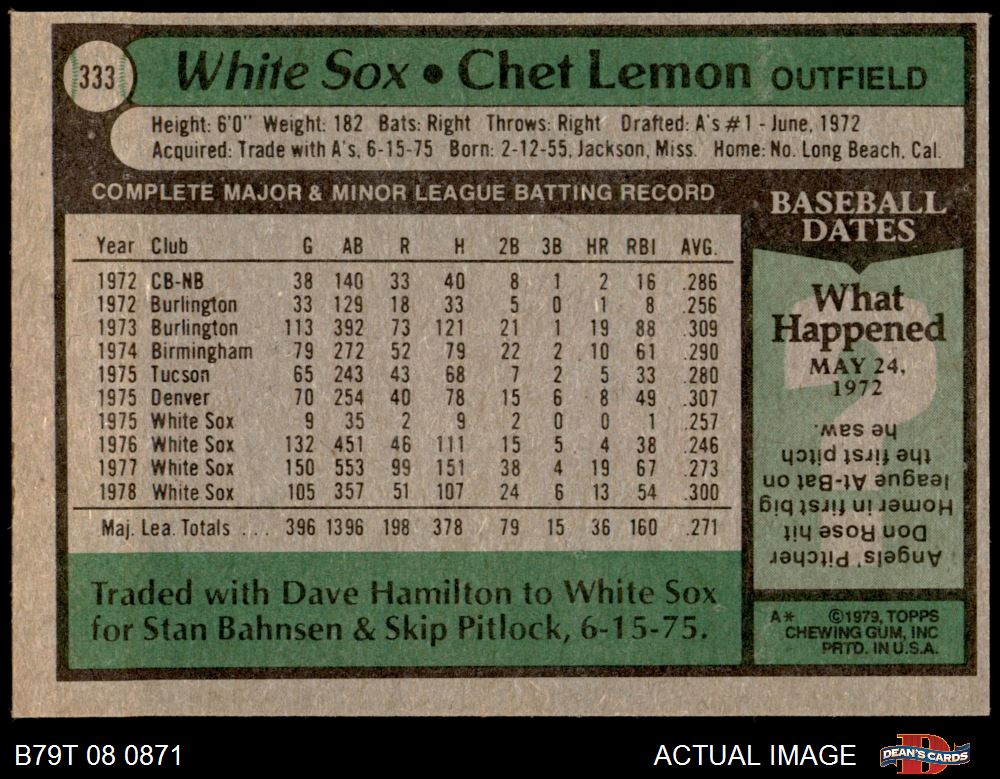 333
White Sox • Chet Lemon OUTFIELD
Height: 6'0" Weight: 182 Bats: Right Throws: Right Drafted: A's #1 - June, 1972
Acquired: Trade with A's, 6-15-75 Born: 2-12-55, Jackson, Miss. Home: No. Long Beach, Cal.
COMPLETE MAJOR & MINOR LEAGUE BATTING RECORD
Year Club G AB R H 2B 3B HR RBI AVG.
1972 CB-NB 38 140 33 40 8 1 2 16 .286
1972 Burlington 33 129 18 33 5 0 1 8 .256
1973 Burlington 113 392 73 121 21 1 19 88 .309
1974 Birmingham 79 272 52 79 22 2 10 61 .290
1975 Tucson 65 243 43 68 7 2 5 33 .280
1975 Denver 70 254 40 78 15 6 8 49 .307
1975 White Sox 9 35 2 9 2 0 0 1 .257
1976 White Sox 132 451 46 111 15 5 4 38 .246
1977 White Sox 150 553 99 151 38 4 19 67 .273
1978 White Sox 105 357 51 107 24 6 13 54 .300
Maj. Lea. Totals ... 396 1396 198 378 79 15 36 160 .271
Traded with Dave Hamilton to White Sox
for Stan Bahnsen & Skip Pitlock, 6-15-75.
BASEBALL
DATES
What
Happened
MAY 24,
1972
?
Angels' Pitcher
Don Rose hit
Homer in first big
league At-Bat on
the first pitch
he saw.
A* ©1979, TOPPS
CHEWING GUM, INC
PRTD. IN U.S.A.
B79T 08 0871
ACTUAL IMAGE
D
DEAN'S CARDS